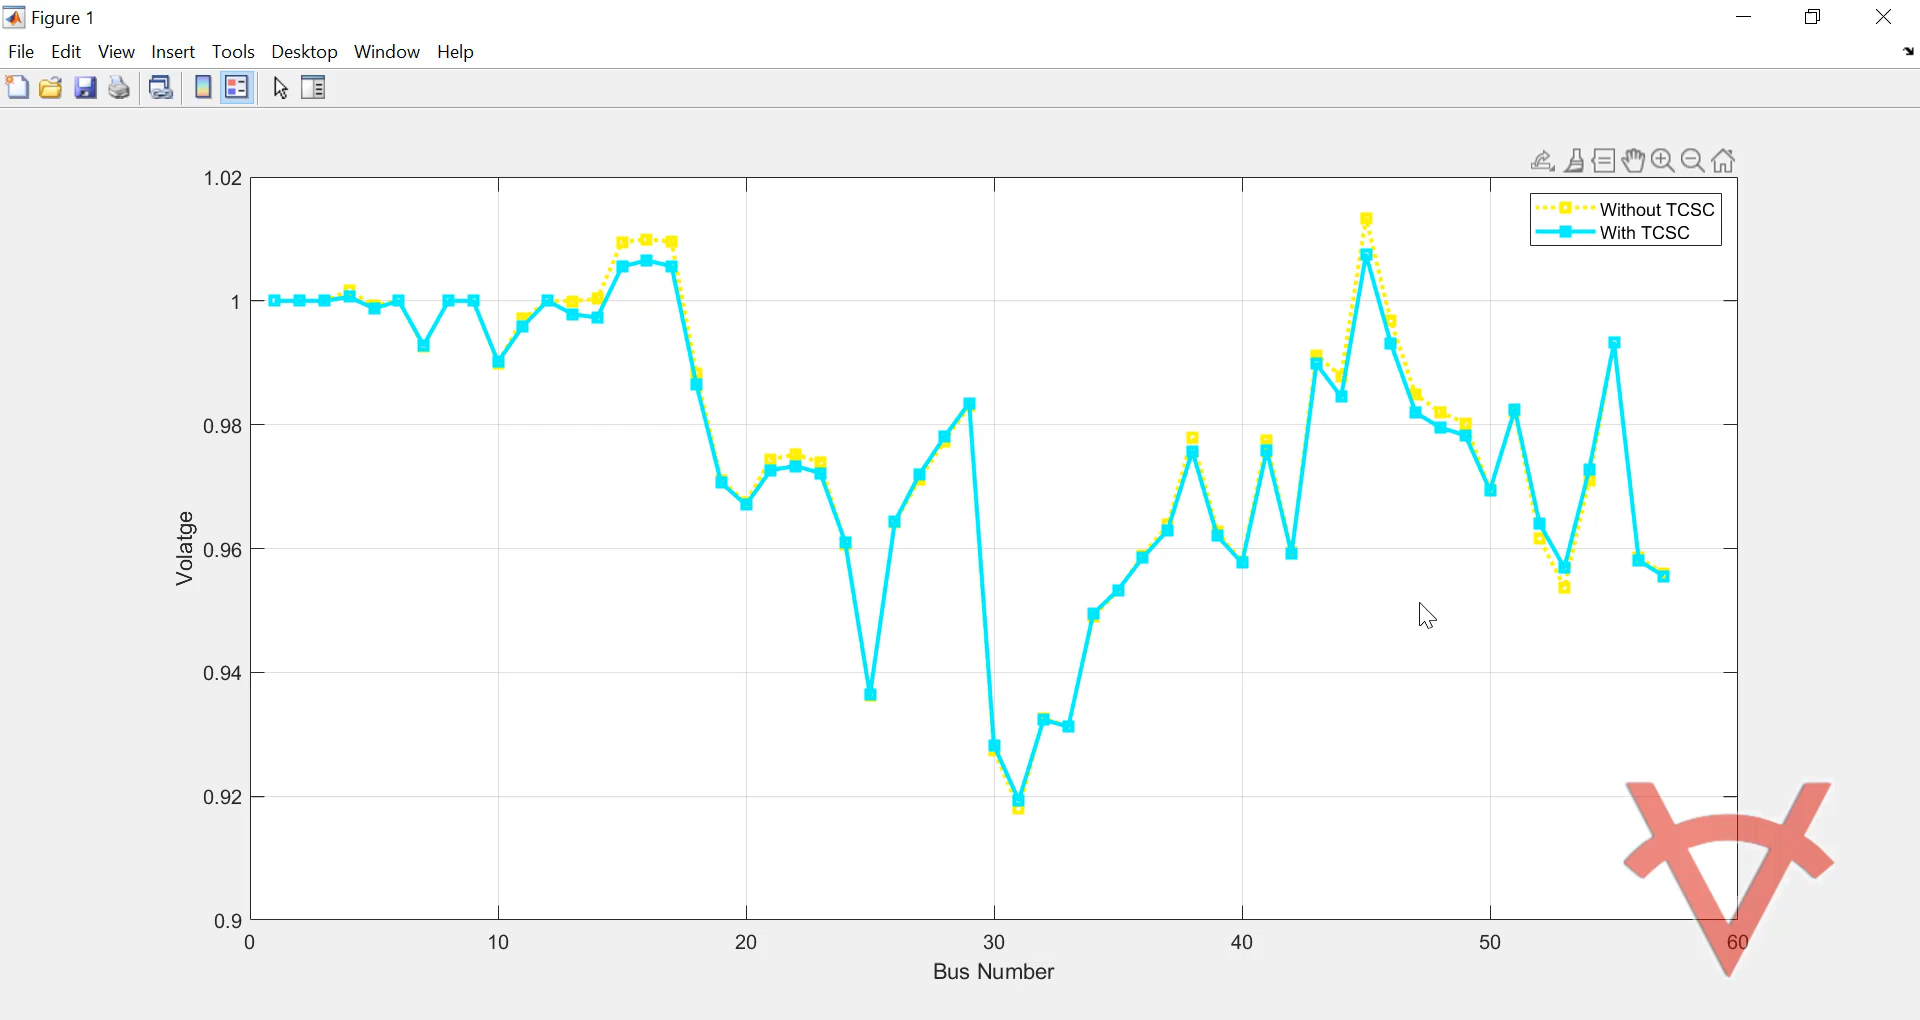 Figure 1
File Edit View Insert Tools Desktop Window Help
1.02
1
0.98
0.96
0.94
0.92
0.9
Volatge
Without TCSC
With TCSC
0 10 20 30 40 50 60
Bus Number